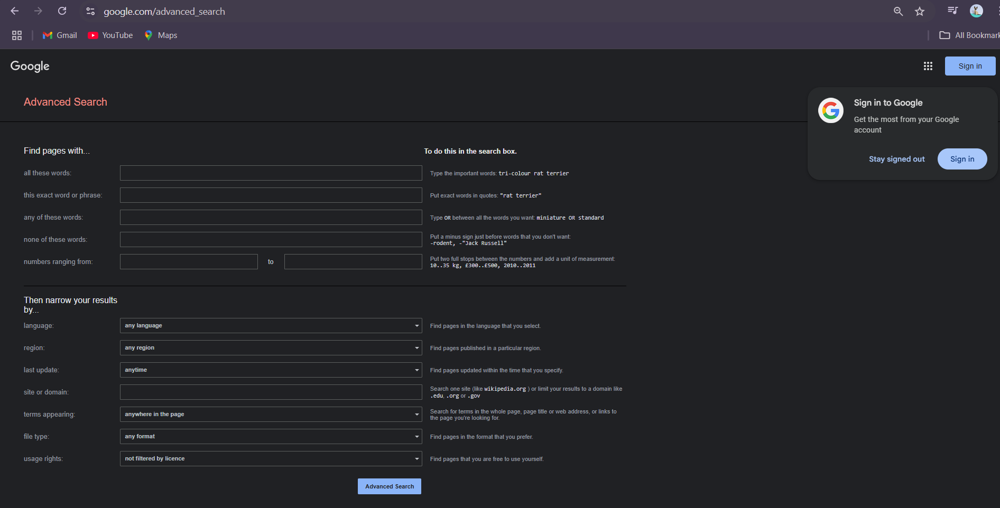 google.com/advanced_search
Gmail YouTube Maps All Bookmark
Google Sign in
Advanced Search
Sign in to Google
Get the most from your Google
account
Stay signed out Sign in
Find pages with... To do this in the search box.
all these words: Type the important words: tri-colour rat terrier
this exact word or phrase: Put exact words in quotes: "rat terrier"
any of these words: Type OR between all the words you want: miniature OR standard
none of these words: Put a minus sign just before words that you don't want:
-rodent, -"Jack Russell"
numbers ranging from: to Put two full stops between the numbers and add a unit of measurement:
10..35 kg, £300..£500, 2010..2011
Then narrow your results
by...
language: any language Find pages in the language that you select.
region: any region Find pages published in a particular region.
last update: anytime Find pages updated within the time that you specify.
site or domain: Search one site (like wikipedia.org ) or limit your results to a domain like
.edu, .org or .gov
terms appearing: anywhere in the page Search for terms in the whole page, page title or web address, or links to
the page you're looking for.
file type: any format Find pages in the format that you prefer.
usage rights: not filtered by licence Find pages that you are free to use yourself.
Advanced Search